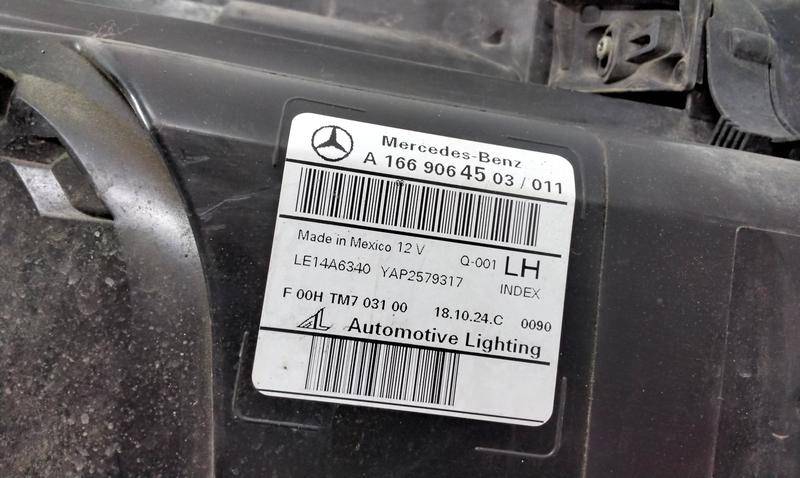 Mercedes-Benz
A 166 906 45 03 / 011
Made in Mexico 12 V Q-001 LH
LE14A6340 YAP2579317 INDEX
F 00H TM7 031 00 18.10.24.C 0090
AL Automotive Lighting